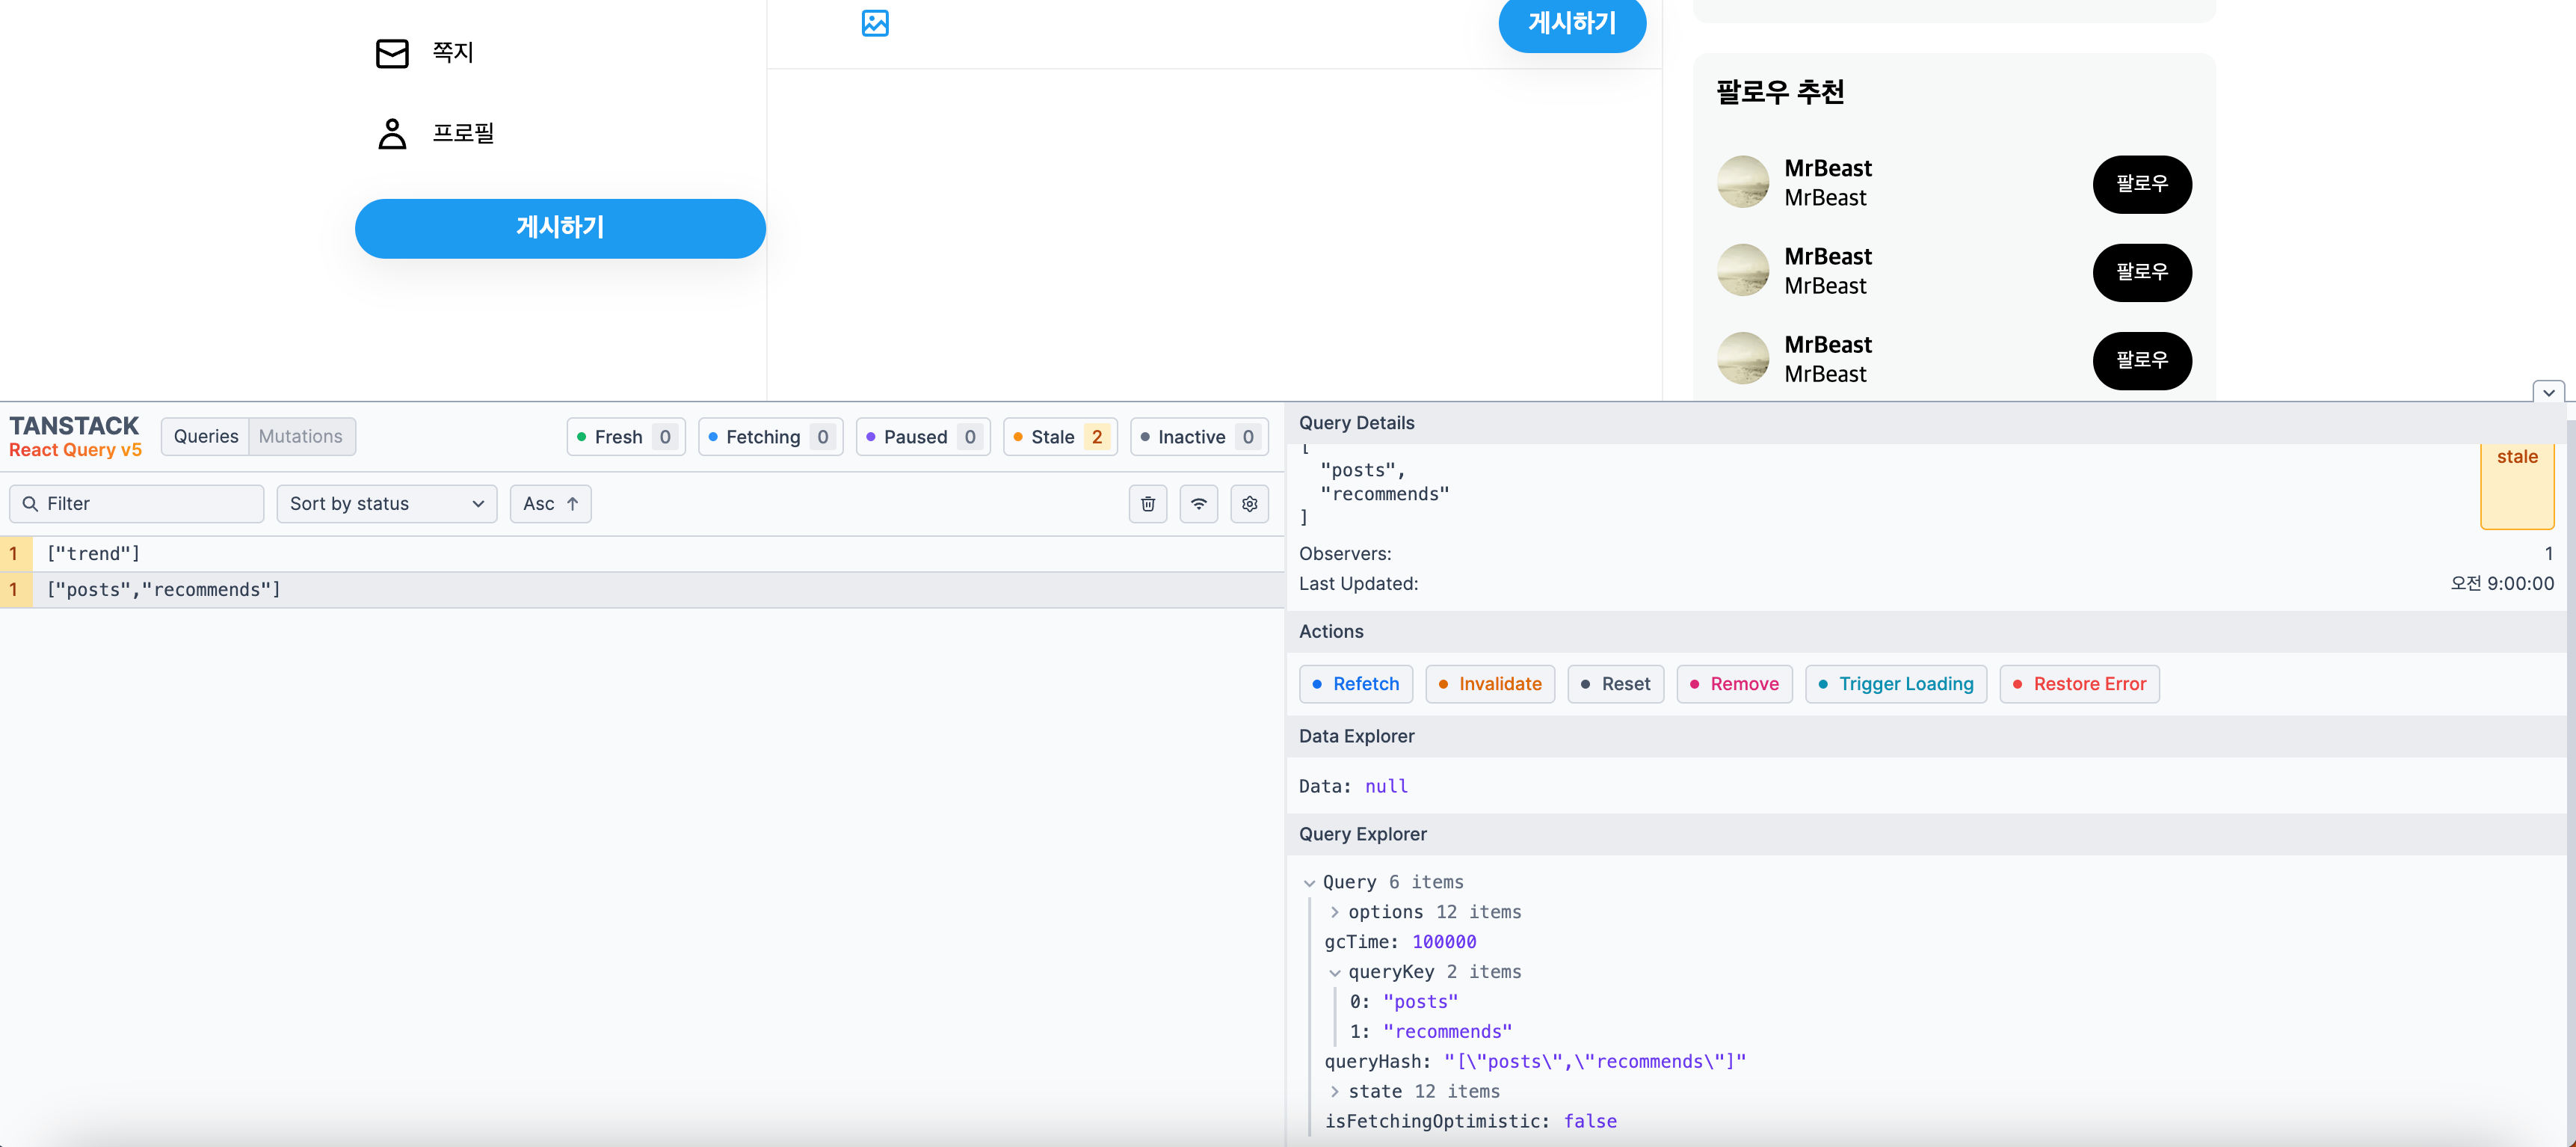 쪽지
프로필
게시하기
게시하기
팔로우 추천
MrBeast
MrBeast
팔로우
MrBeast
MrBeast
팔로우
MrBeast
MrBeast
팔로우
TANSTACK
React Query v5
Queries
Mutations
Fresh 0
Fetching 0
Paused 0
Stale 2
Inactive 0
Filter
Sort by status
Asc ↑
1 ["trend"]
1 ["posts","recommends"]
Query Details
[
"posts",
"recommends"
]
stale
Observers: 1
Last Updated: 오전 9:00:00
Actions
Refetch
Invalidate
Reset
Remove
Trigger Loading
Restore Error
Data Explorer
Data: null
Query Explorer
Query 6 items
options 12 items
gcTime: 100000
queryKey 2 items
0: "posts"
1: "recommends"
queryHash: "[\"posts\",\"recommends\"]"
state 12 items
isFetchingOptimistic: false